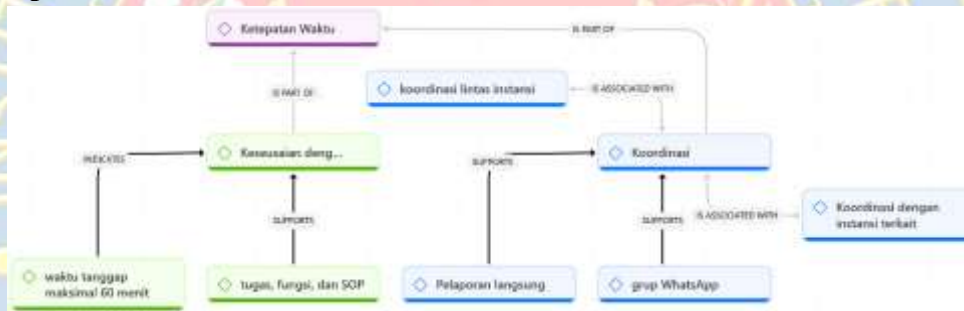 Ketepatan Waktu
IS PART OF
koordinasi lintas instansi
IS ASSOCIATED WITH
IS PART OF
INDICATES
Kesesuaian deng...
SUPPORTS
Koordinasi
SUPPORTS
SUPPORTS
IS ASSOCIATED WITH
Koordinasi dengan
instansi terkait
waktu tanggap
maksimal 60 menit
tugas, fungsi, dan SOP
Pelaporan langsung
grup WhatsApp